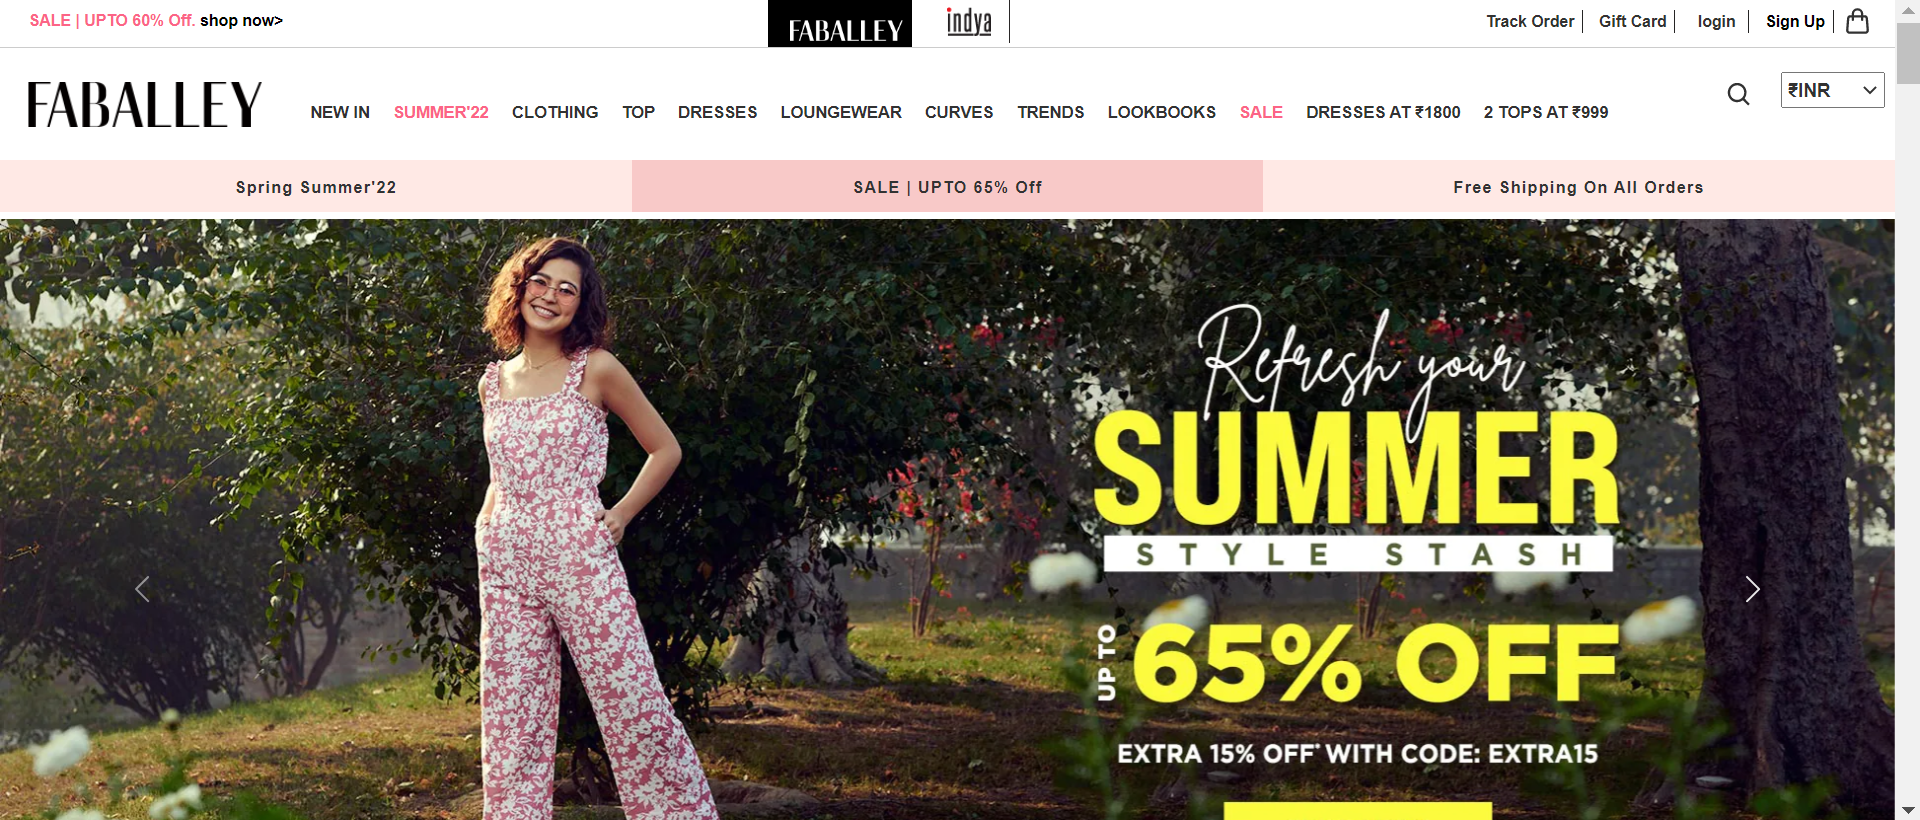 SALE | UPTO 60% Off. shop now>
FABALLEY
indya
Track Order
Gift Card
login
Sign Up
FABALLEY
NEW IN
SUMMER'22
CLOTHING
TOP
DRESSES
LOUNGEWEAR
CURVES
TRENDS
LOOKBOOKS
SALE
DRESSES AT ₹1800
2 TOPS AT ₹999
₹INR
Spring Summer'22
SALE | UPTO 65% Off
Free Shipping On All Orders
Refresh your
SUMMER
STYLE STASH
UP TO
65% OFF
EXTRA 15% OFF* WITH CODE: EXTRA15